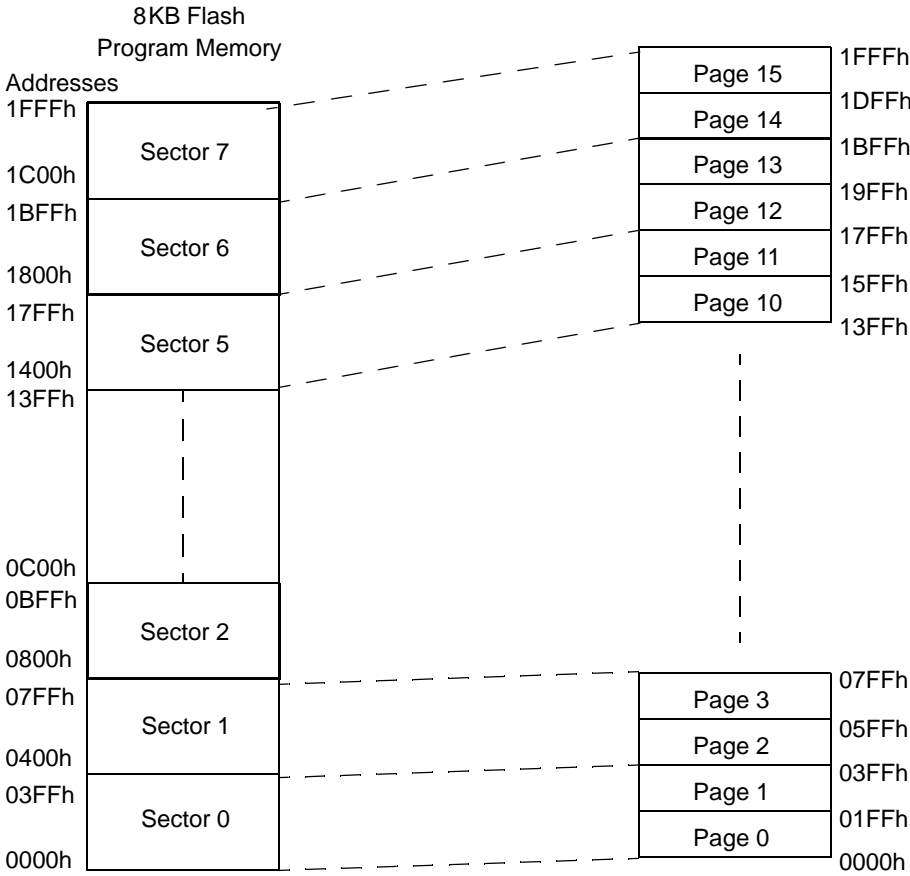 8KB Flash
Program Memory
Addresses
1FFFh
Sector 7
1C00h
1BFFh
Sector 6
1800h
17FFh
Sector 5
1400h
13FFh
0C00h
0BFFh
Sector 2
0800h
07FFh
Sector 1
0400h
03FFh
Sector 0
0000h
1FFFh
Page 15
1DFFh
Page 14
1BFFh
Page 13
19FFh
Page 12
17FFh
Page 11
15FFh
Page 10
13FFh
07FFh
Page 3
05FFh
Page 2
03FFh
Page 1
01FFh
Page 0
0000h